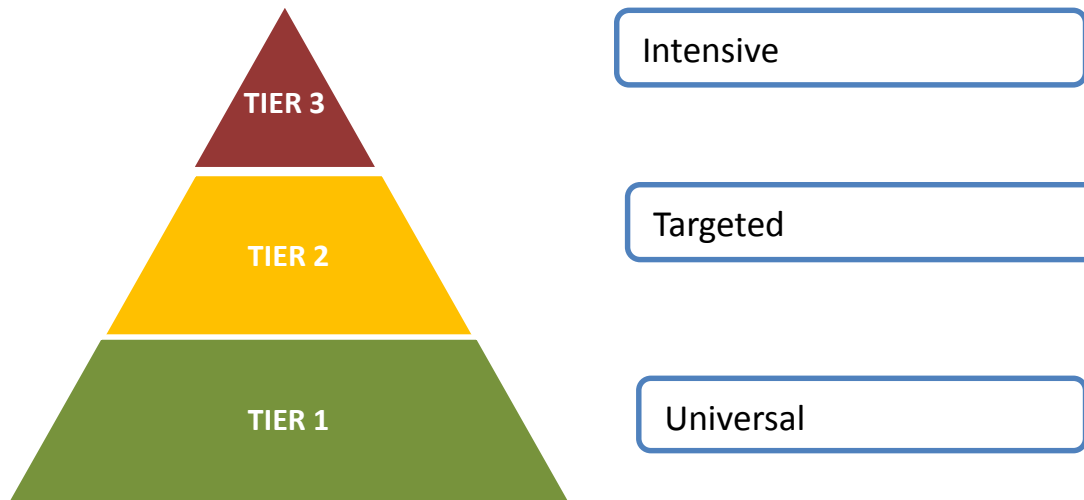 TIER 3
Intensive
TIER 2
Targeted
TIER 1
Universal